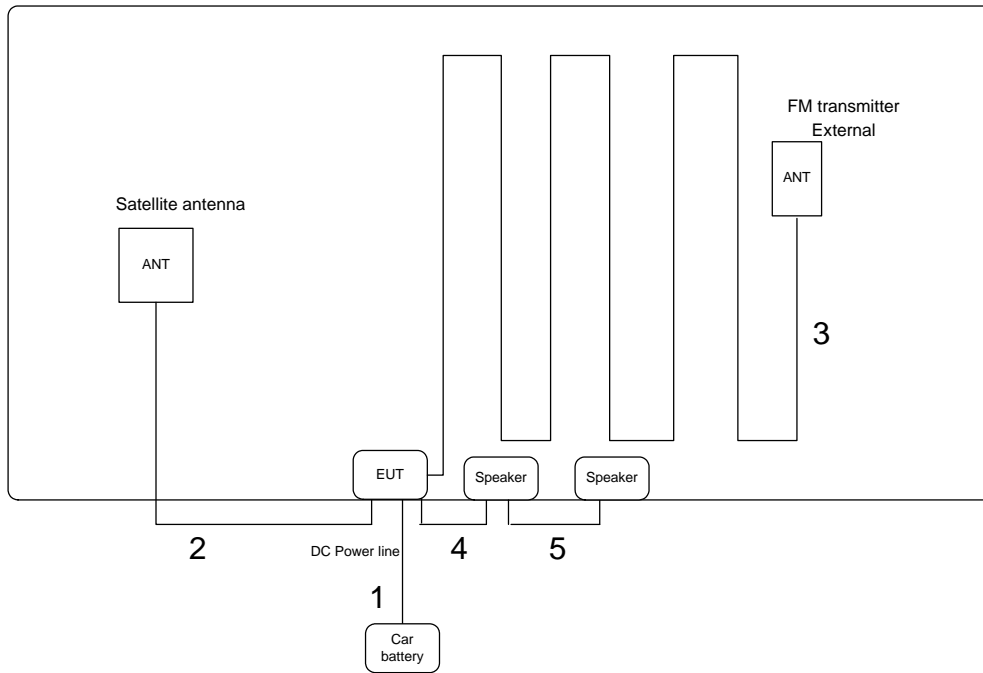 FM transmitter
External
ANT
Satellite antenna
ANT
3
EUT
Speaker
Speaker
2
DC Power line
4
5
1
Car
battery